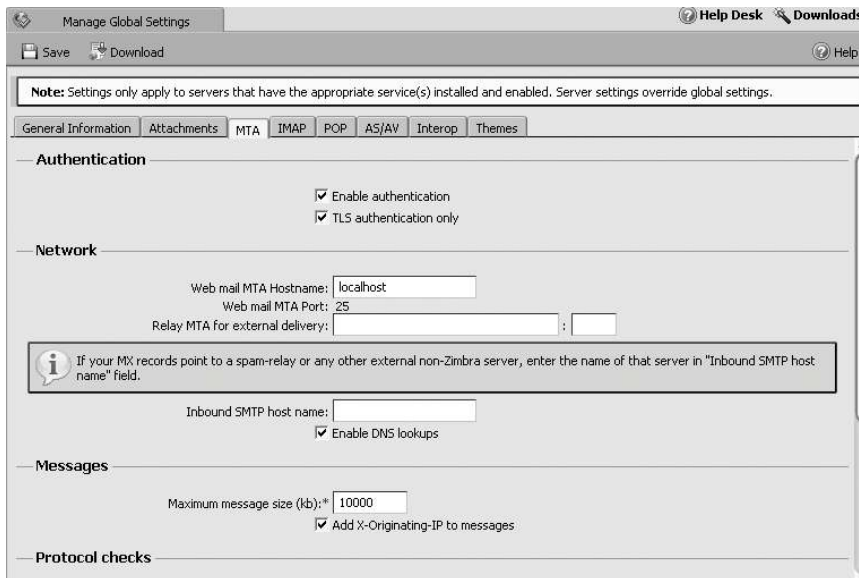 Manage Global Settings
Help Desk Downloads
Save Download Help
Note: Settings only apply to servers that have the appropriate service(s) installed and enabled. Server settings override global settings.
General Information Attachments MTA IMAP POP AS/AV Interop Themes
Authentication
Enable authentication
TLS authentication only
Network
Web mail MTA Hostname: localhost
Web mail MTA Port: 25
Relay MTA for external delivery: :
If your MX records point to a spam-relay or any other external non-Zimbra server, enter the name of that server in "Inbound SMTP host
name" field.
Inbound SMTP host name:
Enable DNS lookups
Messages
Maximum message size (kb):* 10000
Add X-Originating-IP to messages
Protocol checks